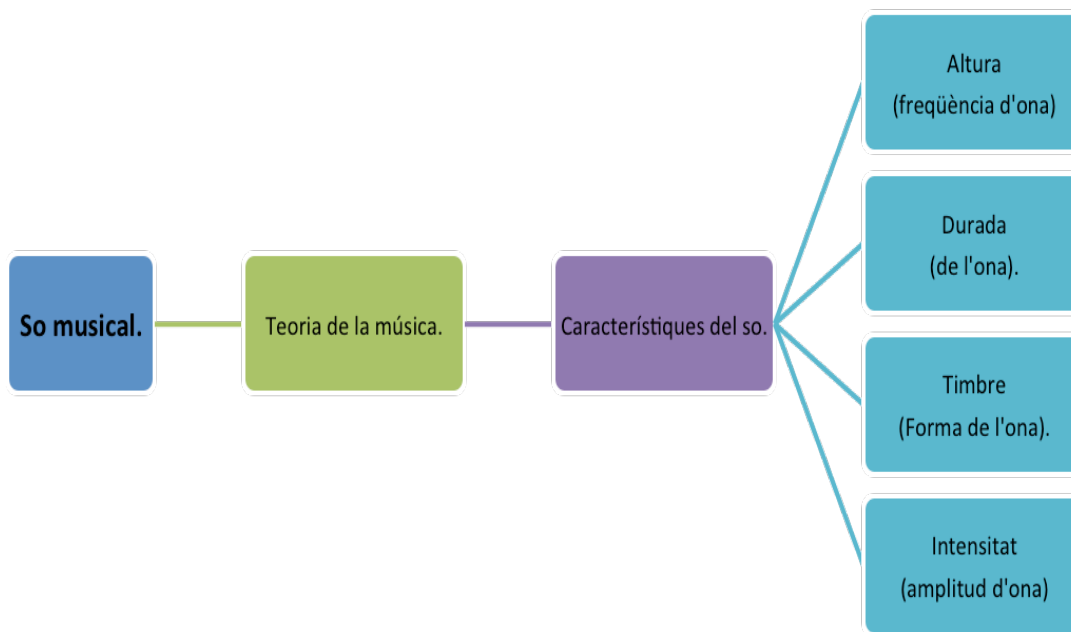 So musical.
Teoria de la música.
Característiques del so.
Altura
(freqüència d'ona)
Durada
(de l'ona).
Timbre
(Forma de l'ona).
Intensitat
(amplitud d'ona)